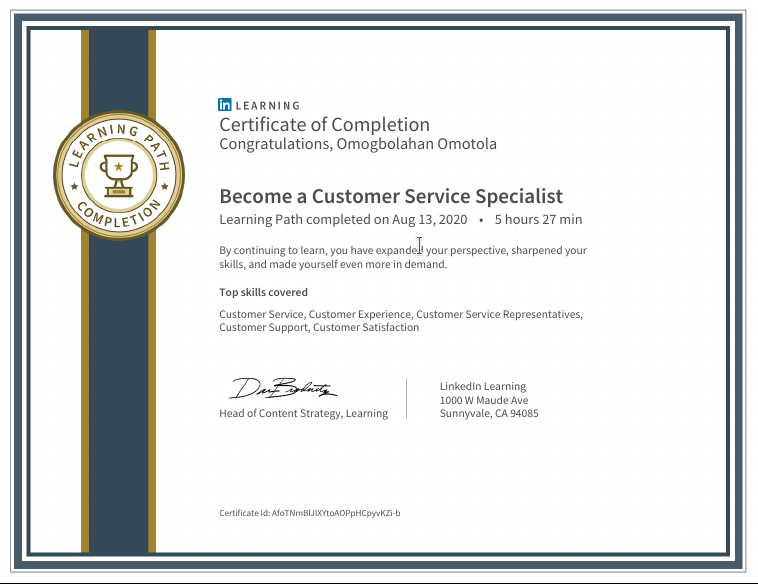 LEARNING PATH
COMPLETION
in LEARNING
Certificate of Completion
Congratulations, Omogbolahan Omotola
Become a Customer Service Specialist
Learning Path completed on Aug 13, 2020 • 5 hours 27 min
By continuing to learn, you have expanded your perspective, sharpened your
skills, and made yourself even more in demand.
Top skills covered
Customer Service, Customer Experience, Customer Service Representatives,
Customer Support, Customer Satisfaction
Head of Content Strategy, Learning
LinkedIn Learning
1000 W Maude Ave
Sunnyvale, CA 94085
Certificate Id: